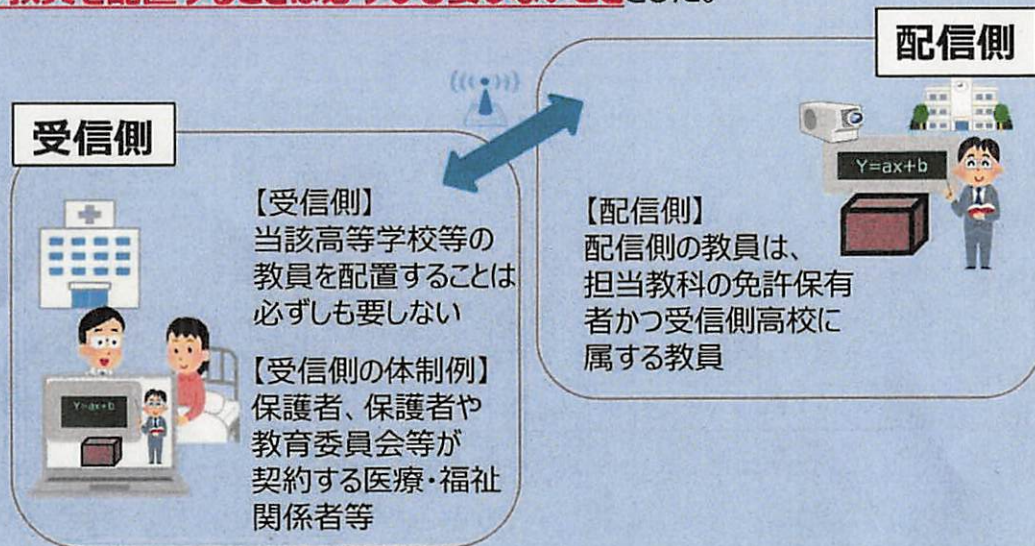 教員を配置することは必ずしも要しないこととした。
配信側
受信側
Y=ax+b
【受信側】
当該高等学校等の
教員を配置することは
必ずしも要しない
【配信側】
配信側の教員は、
担当教科の免許保有
者かつ受信側高校に
属する教員
【受信側の体制例】
保護者、保護者や
教育委員会等が
契約する医療・福祉
関係者等
Y=ax+b